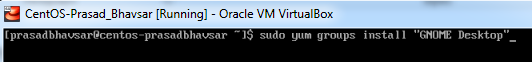 CentOS-Prasad_Bhavsar [Running] - Oracle VM VirtualBox
[prasadbhavsar@centos-prasadbhavsar ~]$ sudo yum groups install "GNOME Desktop"_